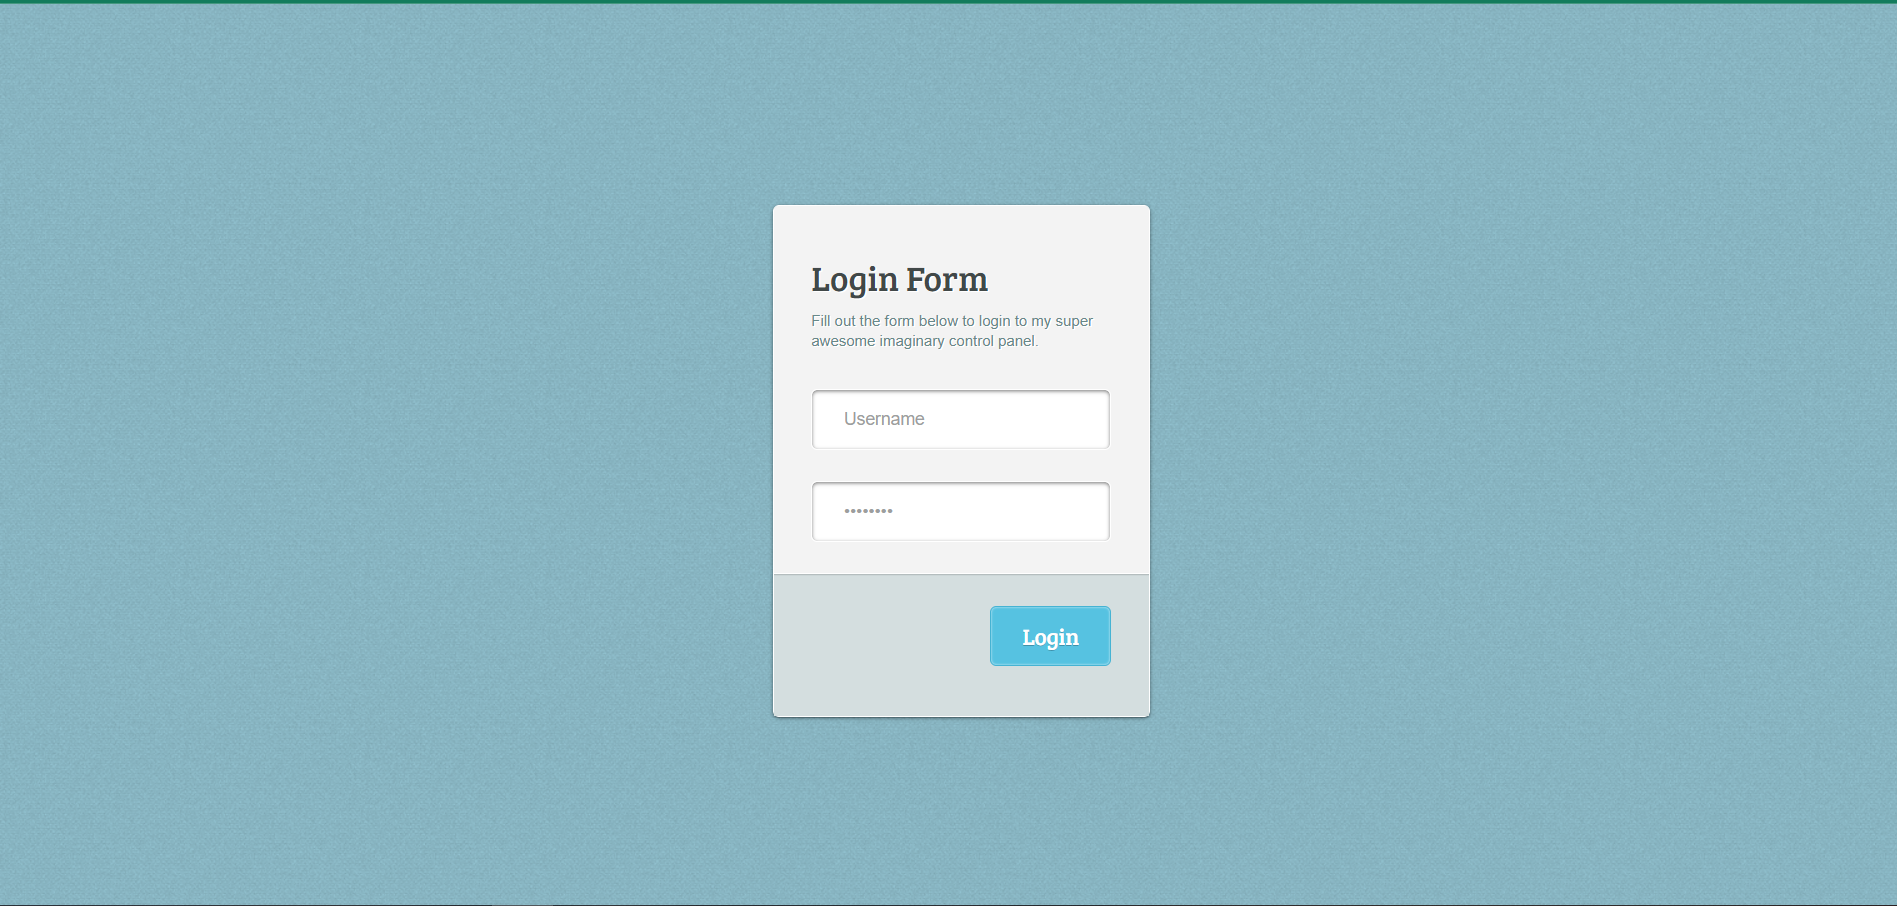 Login Form
Fill out the form below to login to my super
awesome imaginary control panel.
Username
••••••••
Login